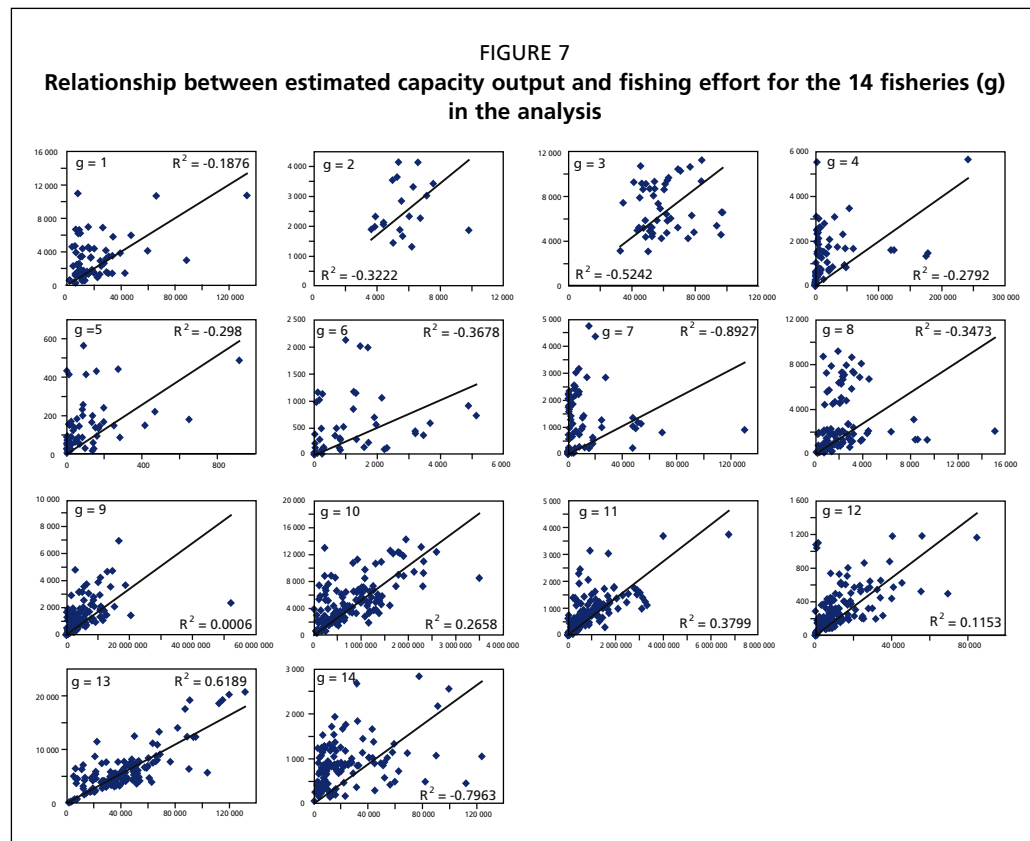 FIGURE 7
Relationship between estimated capacity output and fishing effort for the 14 fisheries (g)
in the analysis
g = 1
R² = -0.1876
16 000
12 000
8 000
4 000
0
0 40 000 80 000 120 000
g = 2
R² = -0.3222
4 000
3 000
2 000
1 000
0
0 4 000 8 000 12 000
g = 3
R² = -0.5242
12 000
8 000
4 000
0
0 40 000 80 000 120 000
g = 4
R² = -0.2792
6 000
4 000
2 000
0
0 100 000 200 000 300 000
g =5
R² = -0.298
600
400
200
0
0 400 800
g = 6
R² = -0.3678
2 500
2 000
1 500
1 000
500
0
0 2 000 4 000 6 000
g = 7
R² = -0.8927
5 000
4 000
3 000
2 000
1 000
0
0 40 000 80 000 120 000
g = 8
R² = -0.3473
12 000
8 000
4 000
0
0 4 000 8 000 12 000 16 000
g = 9
R² = 0.0006
10 000
8 000
6 000
4 000
2 000
0
0 20 000 000 40 000 000 60 000 000
g = 10
R² = 0.2658
20 000
16 000
12 000
8 000
4 000
0
0 1 000 000 2 000 000 3 000 000 4 000 000
g = 11
R² = 0.3799
5 000
4 000
3 000
2 000
1 000
0
0 2 000 000 4 000 000 6 000 000 8 000 000
g = 12
R² = 0.1153
1 600
1 200
800
400
0
0 40 000 80 000
g = 13
R² = 0.6189
20 000
10 000
0
0 40 000 80 000 120 000
g = 14
R² = -0.7963
3 000
2 000
1 000
0
0 20 000 40 000 60 000 80 000 100 000 120 000